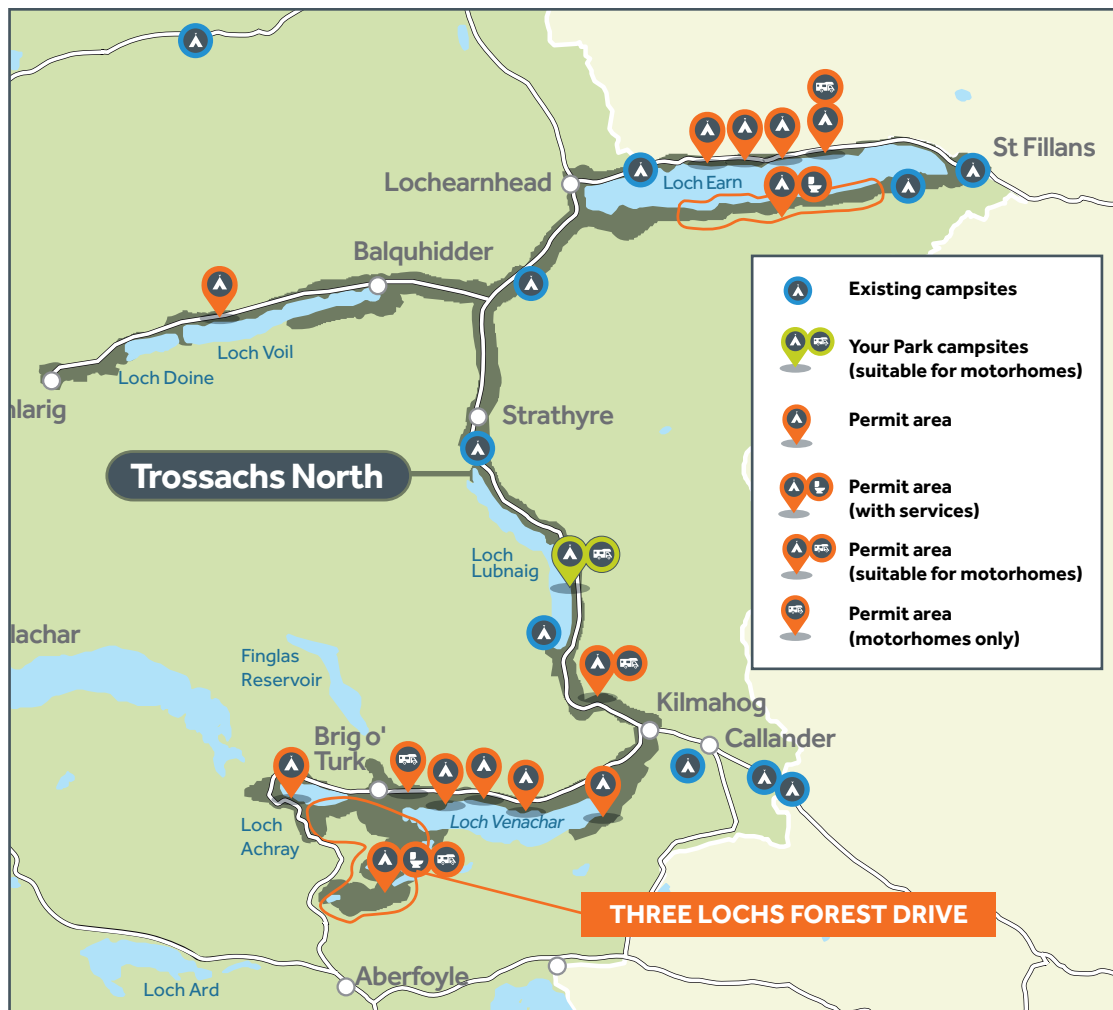 St Fillans
Loch Earn
Lochearnhead
Balquhidder
Loch Voil
Loch Doine
hlarig
Strathyre
Trossachs North
Loch
Lubnaig
lachar
Finglas
Reservoir
Kilmahog
Callander
Brig o'
Turk
Loch Venachar
Loch
Achray
THREE LOCHS FOREST DRIVE
Aberfoyle
Loch Ard
Existing campsites
Your Park campsites
(suitable for motorhomes)
Permit area
Permit area
(with services)
Permit area
(suitable for motorhomes)
Permit area
(motorhomes only)